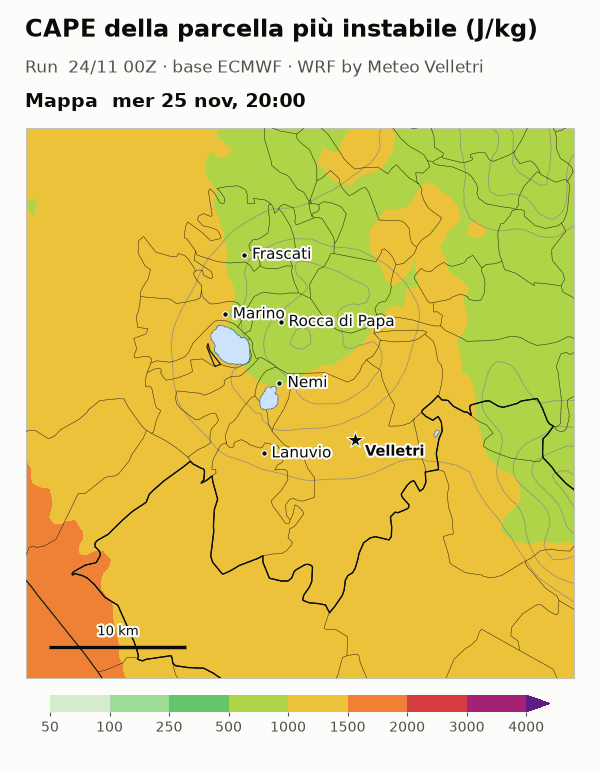 CAPE della parcella più instabile (J/kg)
Run  24/11 00Z · base ECMWF · WRF by Meteo Velletri
Mappa  mer 25 nov, 20:00
Frascati
Marino
Rocca di Papa
Nemi
Velletri
Lanuvio
10 km
50 100 250 500 1000 1500 2000 3000 4000